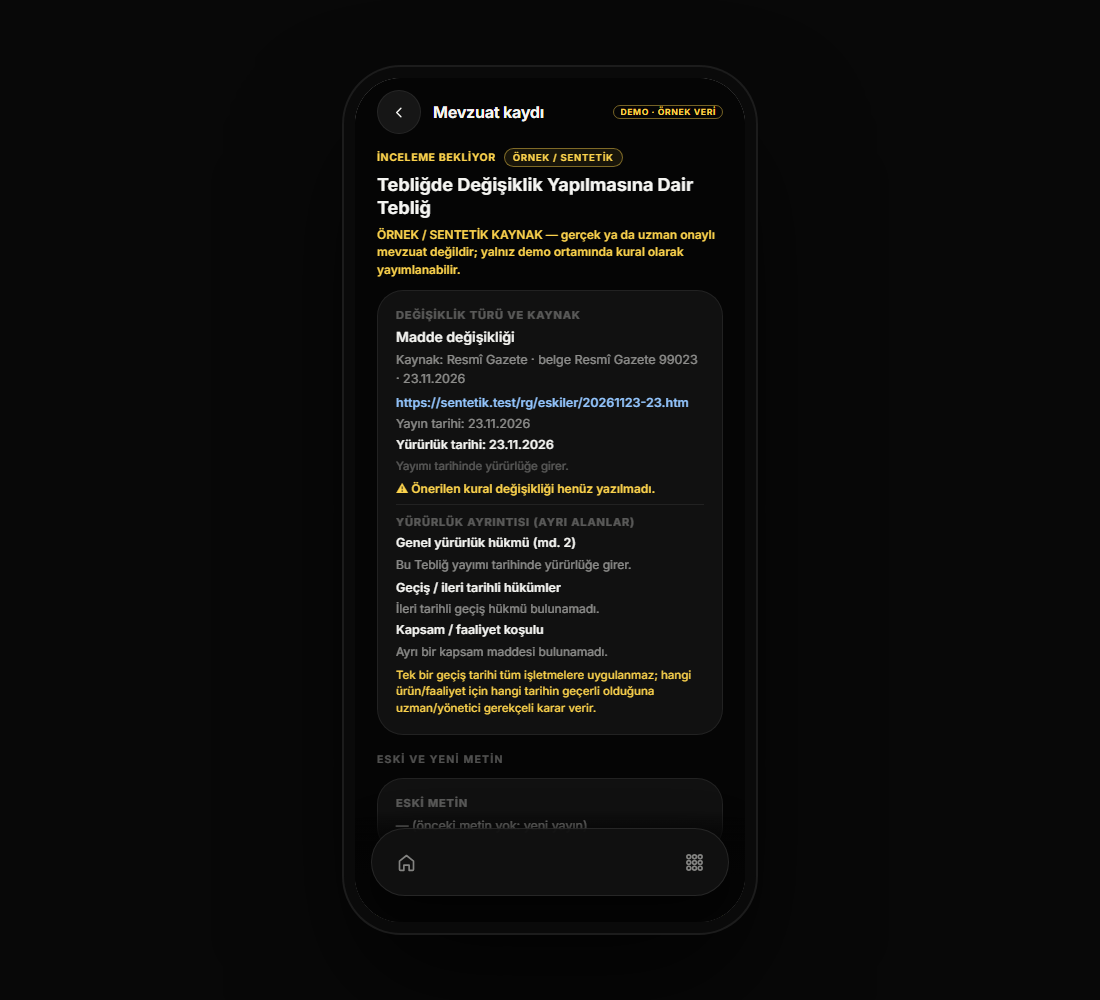 Mevzuat kaydı
DEMO · ÖRNEK VERİ
İNCELEME BEKLİYOR
ÖRNEK / SENTETİK
Tebliğde Değişiklik Yapılmasına Dair
Tebliğ
ÖRNEK / SENTETİK KAYNAK — gerçek ya da uzman onaylı
mevzuat değildir; yalnız demo ortamında kural olarak
yayımlanabilir.
DEĞİŞİKLİK TÜRÜ VE KAYNAK
Madde değişikliği
Kaynak: Resmî Gazete · belge Resmî Gazete 99023
· 23.11.2026
https://sentetik.test/rg/eskiler/20261123-23.htm
Yayın tarihi: 23.11.2026
Yürürlük tarihi: 23.11.2026
Yayımı tarihinde yürürlüğe girer.
⚠ Önerilen kural değişikliği henüz yazılmadı.
YÜRÜRLÜK AYRINTISI (AYRI ALANLAR)
Genel yürürlük hükmü (md. 2)
Bu Tebliğ yayımı tarihinde yürürlüğe girer.
Geçiş / ileri tarihli hükümler
İleri tarihli geçiş hükmü bulunamadı.
Kapsam / faaliyet koşulu
Ayrı bir kapsam maddesi bulunamadı.
Tek bir geçiş tarihi tüm işletmelere uygulanmaz; hangi
ürün/faaliyet için hangi tarihin geçerli olduğuna
uzman/yönetici gerekçeli karar verir.
ESKİ VE YENİ METİN
ESKİ METİN
— (önceki metin yok; yeni yayın)